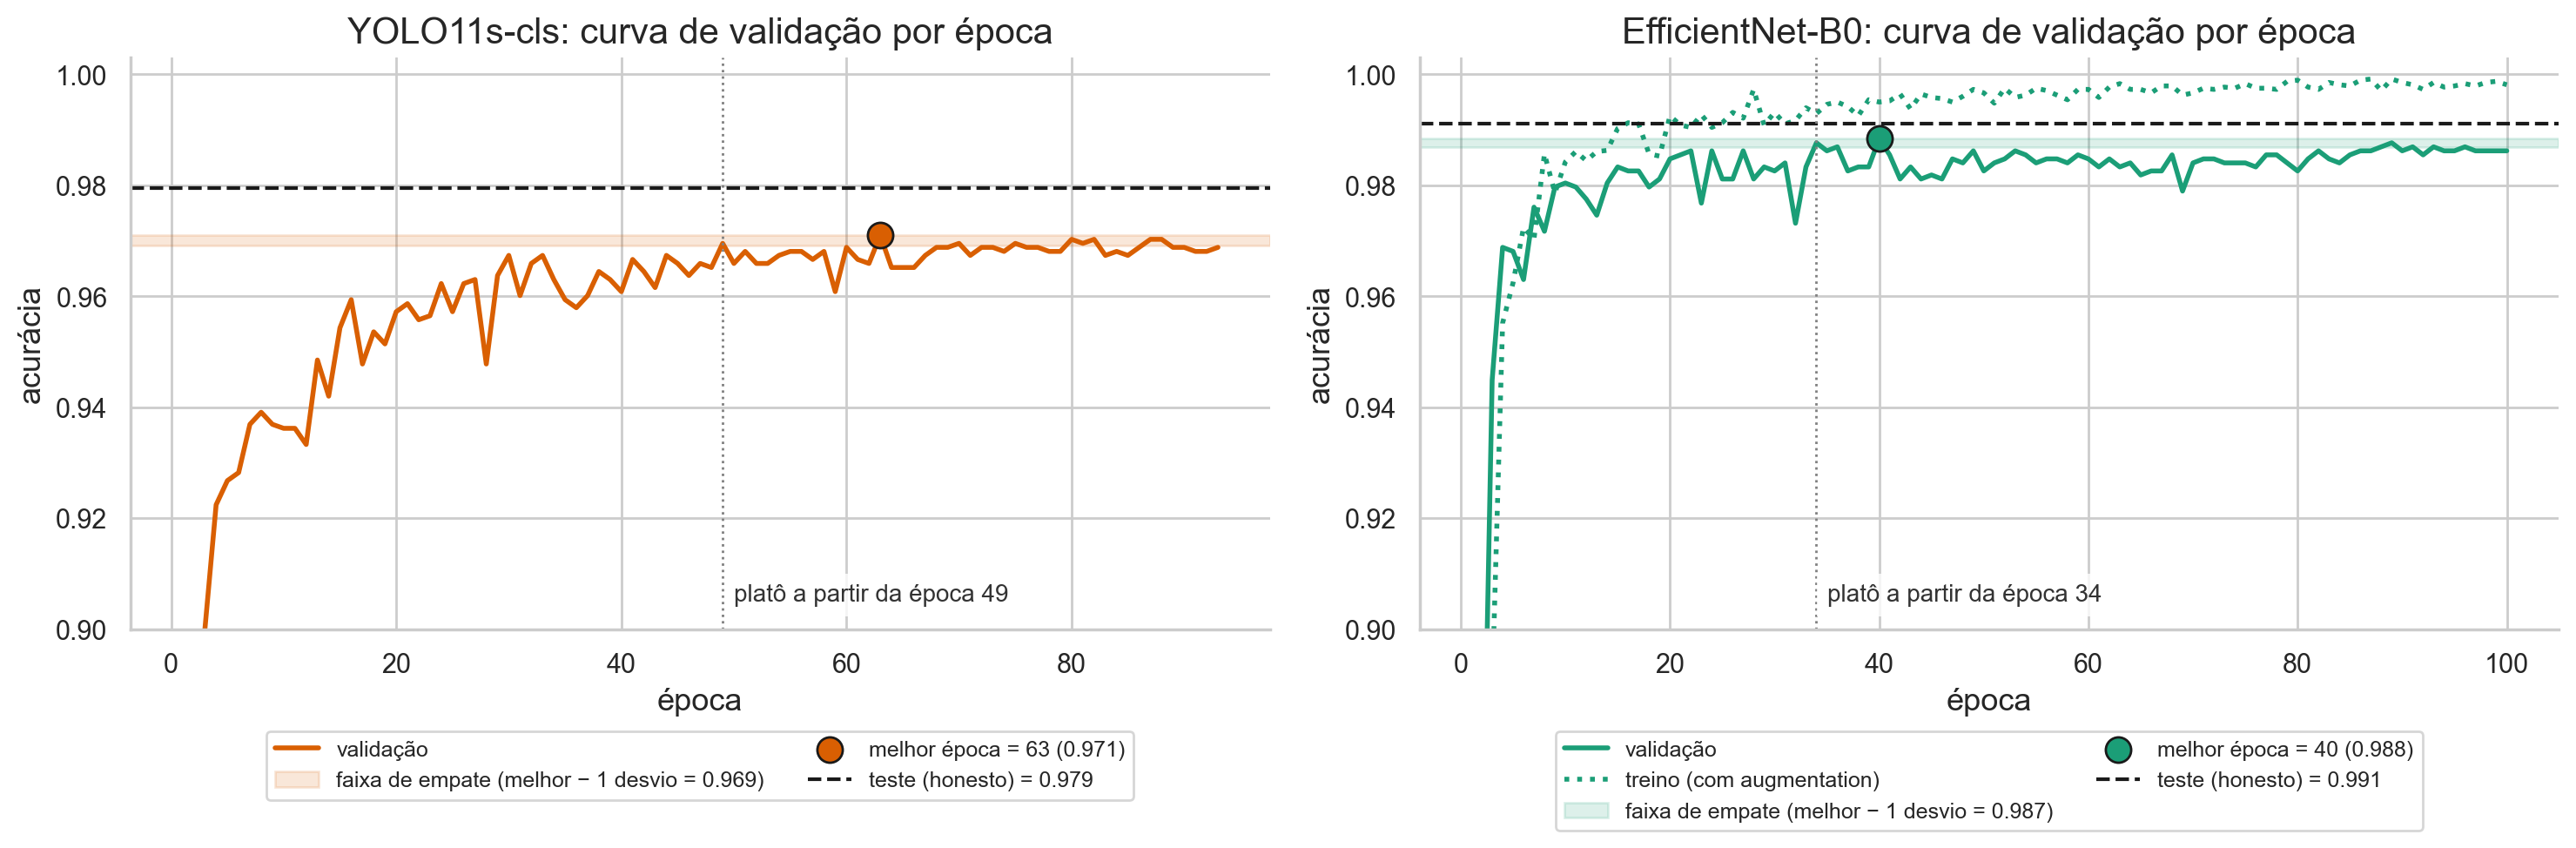 YOLO11s-cls: curva de validação por época
1.00
0.98
0.96
0.94
0.92
0.90
acurácia
platô a partir da época 49
0
20
40
60
80
época
validação
faixa de empate (melhor − 1 desvio = 0.969)
melhor época = 63 (0.971)
teste (honesto) = 0.979
EfficientNet-B0: curva de validação por época
1.00
0.98
0.96
0.94
0.92
0.90
acurácia
platô a partir da época 34
0
20
40
60
80
100
época
validação
treino (com augmentation)
faixa de empate (melhor − 1 desvio = 0.987)
melhor época = 40 (0.988)
teste (honesto) = 0.991